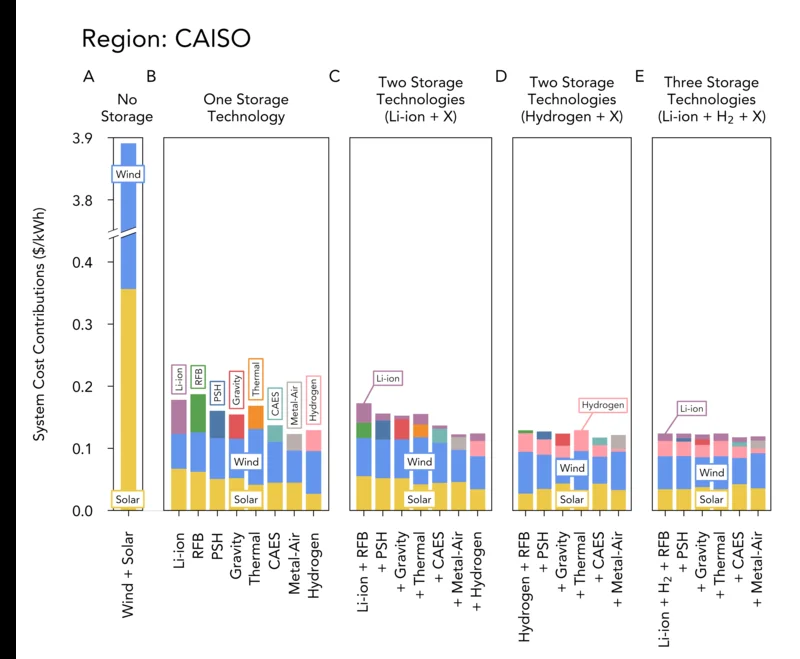 Region: CAISO
A
B
C
D
E
No
Storage
One Storage
Technology
Two Storage
Technologies
(Li-ion + X)
Two Storage
Technologies
(Hydrogen + X)
Three Storage
Technologies
(Li-ion + H₂ + X)
System Cost Contributions ($/kWh)
3.9
3.8
0.4
0.3
0.2
0.1
0.0
Wind
Solar
Li-ion
RFB
PSH
Gravity
Thermal
CAES
Metal-Air
Hydrogen
Wind
Solar
Li-ion
Wind
Solar
Hydrogen
Wind
Solar
Li-ion
Wind
Solar
Wind + Solar
Li-ion
RFB
PSH
Gravity
Thermal
CAES
Metal-Air
Hydrogen
Li-ion + RFB
+ PSH
+ Gravity
+ Thermal
+ CAES
+ Metal-Air
+ Hydrogen
Hydrogen + RFB
+ PSH
+ Gravity
+ Thermal
+ CAES
+ Metal-Air
Li-ion + H₂ + RFB
+ PSH
+ Gravity
+ Thermal
+ CAES
+ Metal-Air